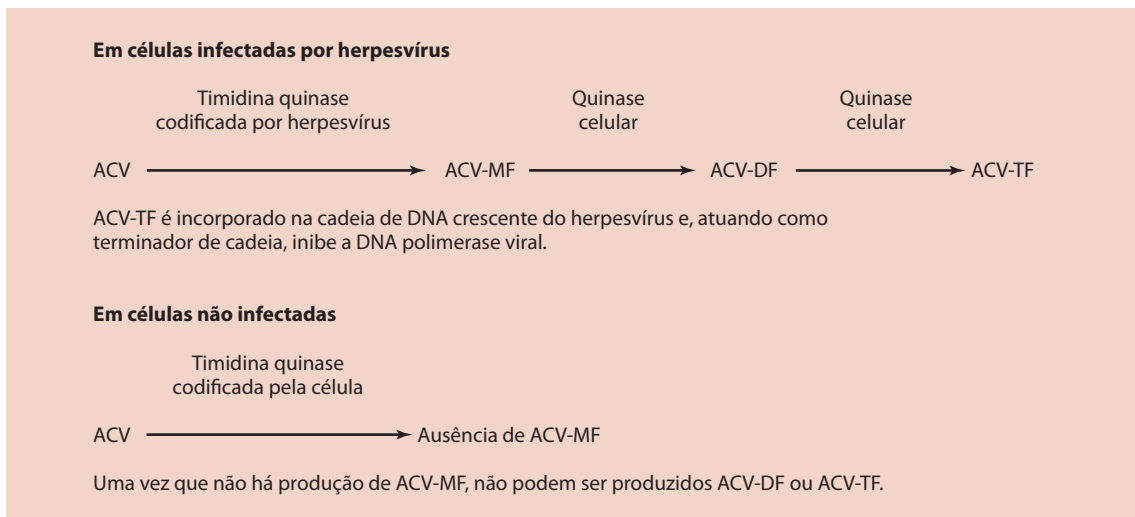 Em células infectadas por herpesvírus
Timidina quinase
codificada por herpesvírus
Quinase
celular
Quinase
celular
ACV
ACV-MF
ACV-DF
ACV-TF
ACV-TF é incorporado na cadeia de DNA crescente do herpesvírus e, atuando como
terminador de cadeia, inibe a DNA polimerase viral.
Em células não infectadas
Timidina quinase
codificada pela célula
ACV
Ausência de ACV-MF
Uma vez que não há produção de ACV-MF, não podem ser produzidos ACV-DF ou ACV-TF.